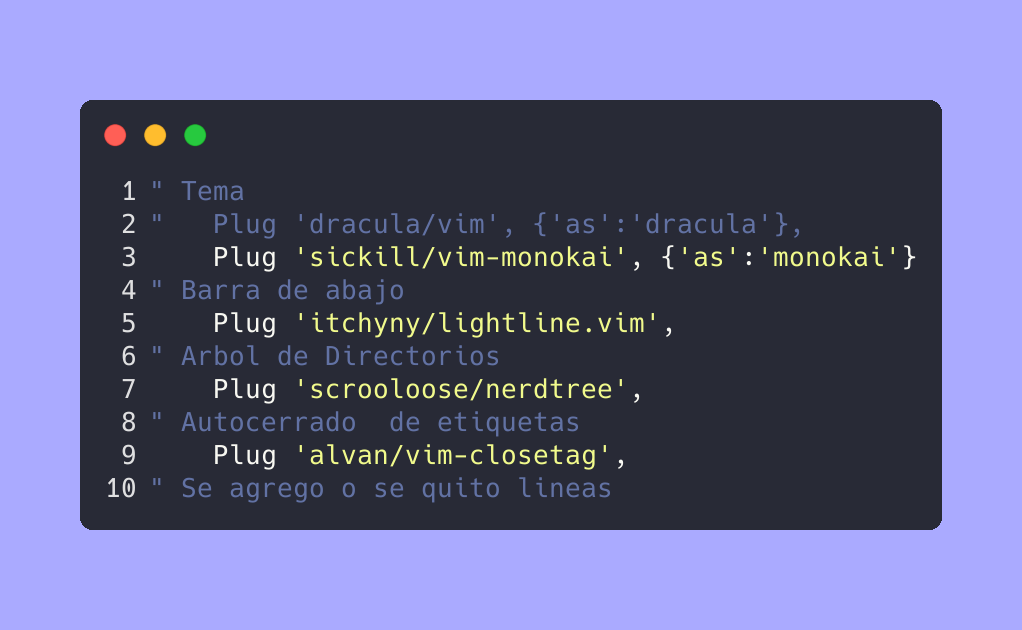 1 " Tema
2 "   Plug 'dracula/vim', {'as':'dracula'},
3     Plug 'sickill/vim-monokai', {'as':'monokai'}
4 " Barra de abajo
5     Plug 'itchyny/lightline.vim',
6 " Arbol de Directorios
7     Plug 'scrooloose/nerdtree',
8 " Autocerrado  de etiquetas
9     Plug 'alvan/vim-closetag',
10 " Se agrego o se quito lineas